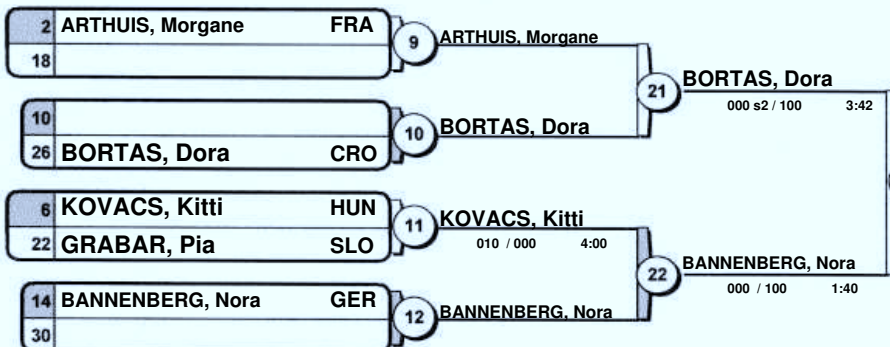 2 ARTHUIS, Morgane FRA
18
9 ARTHUIS, Morgane
10
26 BORTAS, Dora CRO
10 BORTAS, Dora
21 BORTAS, Dora
000 s2 / 100 3:42
6 KOVACS, Kitti HUN
22 GRABAR, Pia SLO
11 KOVACS, Kitti
010 / 000 4:00
14 BANNENBERG, Nora GER
30
12 BANNENBERG, Nora
22 BANNENBERG, Nora
000 / 100 1:40